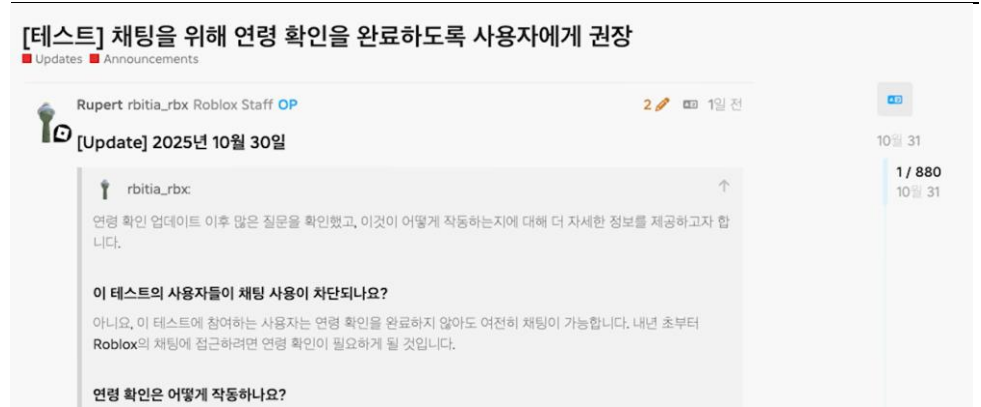 [테스트] 채팅을 위해 연령 확인을 완료하도록 사용자에게 권장
Updates Announcements
Rupert rbitia_rbx Roblox Staff OP
2 1일 전
[Update] 2025년 10월 30일
rbitia_rbx:
연령 확인 업데이트 이후 많은 질문을 확인했고, 이것이 어떻게 작동하는지에 대해 더 자세한 정보를 제공하고자 합
니다.
이 테스트의 사용자들이 채팅 사용이 차단되나요?
아니요, 이 테스트에 참여하는 사용자는 연령 확인을 완료하지 않아도 여전히 채팅이 가능합니다. 내년 초부터
Roblox의 채팅에 접근하려면 연령 확인이 필요하게 될 것입니다.
연령 확인은 어떻게 작동하나요?
10월 31
1 / 880
10월 31